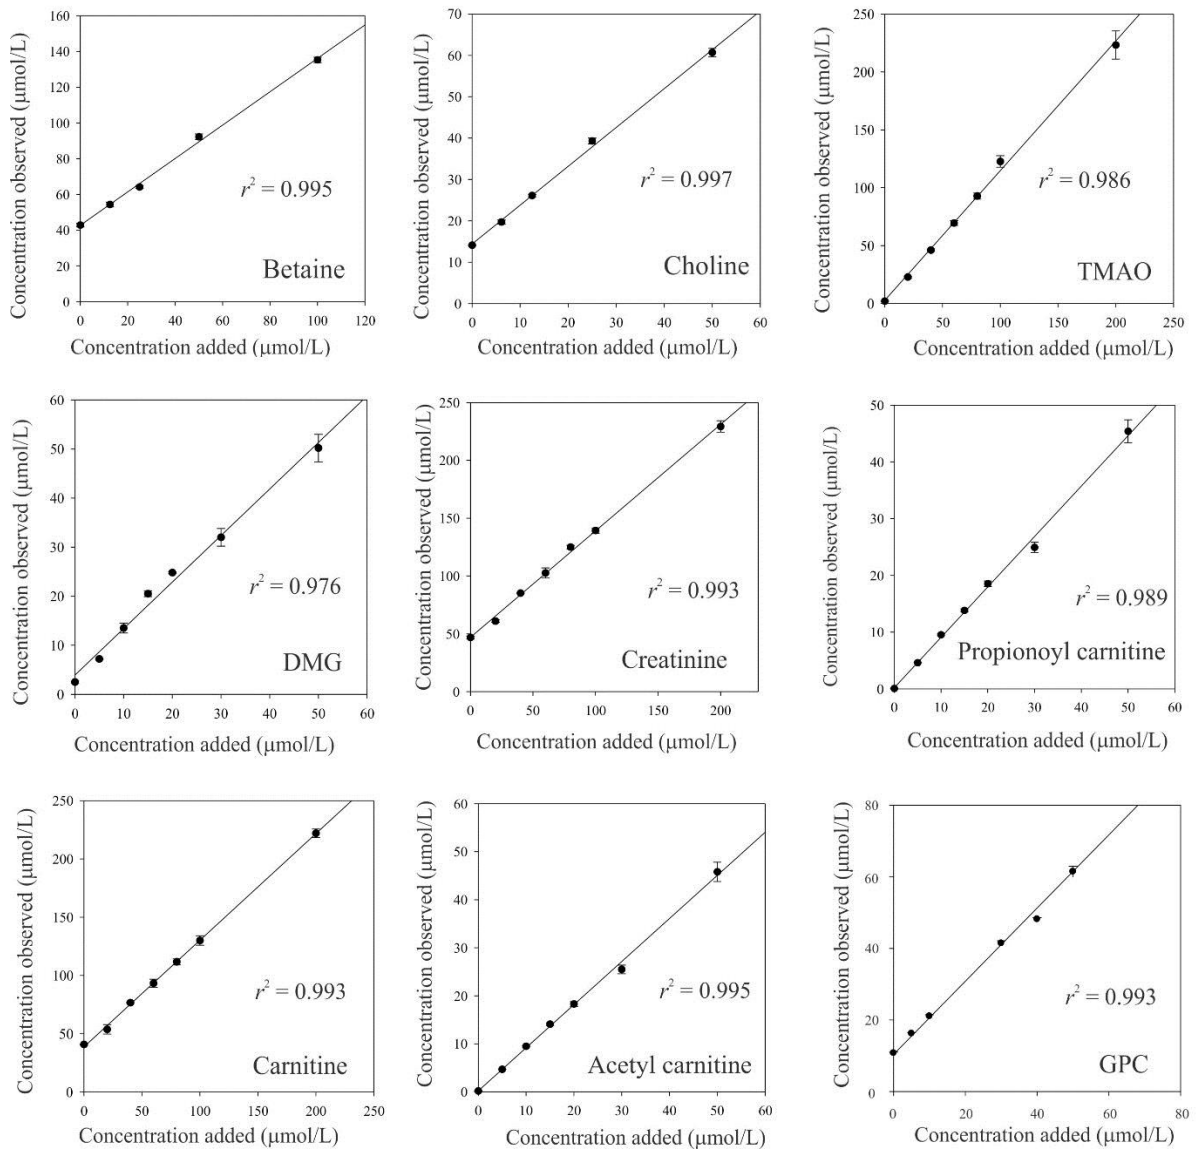 Concentration observed (μmol/L)
160
140
120
100
80
60
40
20
0
r² = 0.995
Betaine
0 20 40 60 80 100 120
Concentration added (μmol/L)
Concentration observed (μmol/L)
70
60
50
40
30
20
10
0
r² = 0.997
Choline
0 10 20 30 40 50 60
Concentration added (μmol/L)
Concentration observed (μmol/L)
250
200
150
100
50
0
r² = 0.986
TMAO
0 50 100 150 200 250
Concentration added (μmol/L)
Concentration observed (μmol/L)
60
50
40
30
20
10
0
r² = 0.976
DMG
0 10 20 30 40 50 60
Concentration added (μmol/L)
Concentration observed (μmol/L)
250
200
150
100
50
0
r² = 0.993
Creatinine
0 50 100 150 200
Concentration added (μmol/L)
Concentration observed (μmol/L)
50
40
30
20
10
0
r² = 0.989
Propionoyl carnitine
0 10 20 30 40 50 60
Concentration added (μmol/L)
Concentration observed (μmol/L)
250
200
150
100
50
0
r² = 0.993
Carnitine
0 50 100 150 200 250
Concentration added (μmol/L)
Concentration observed (μmol/L)
60
50
40
30
20
10
0
r² = 0.995
Acetyl carnitine
0 10 20 30 40 50 60
Concentration added (μmol/L)
Concentration observed (μmol/L)
80
60
40
20
0
r² = 0.993
GPC
0 20 40 60 80
Concentration added (μmol/L)